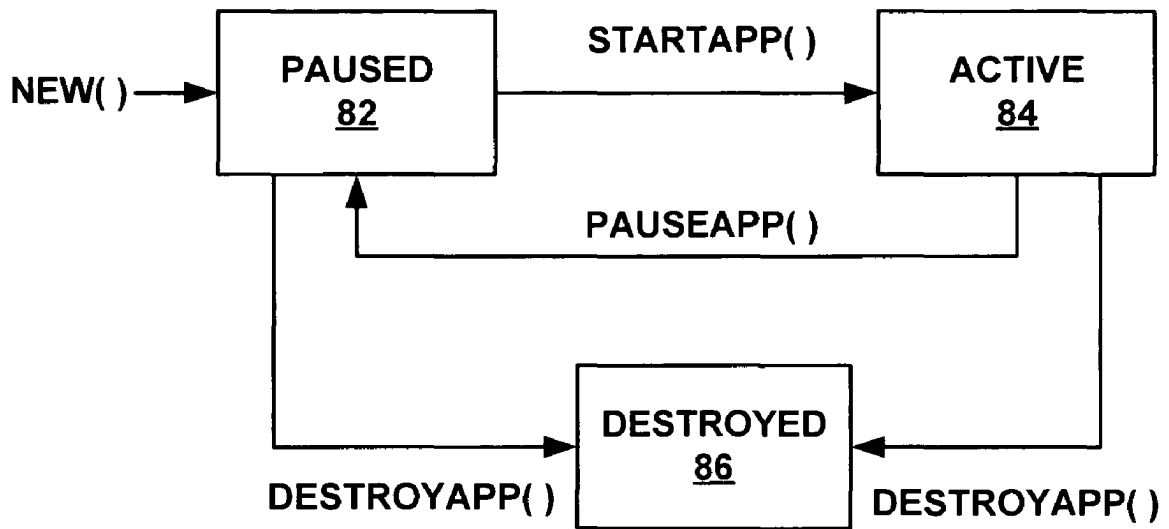 STARTAPP( )
NEW( )
PAUSED
82
ACTIVE
84
PAUSEAPP( )
DESTROYED
86
DESTROYAPP( )
DESTROYAPP( )